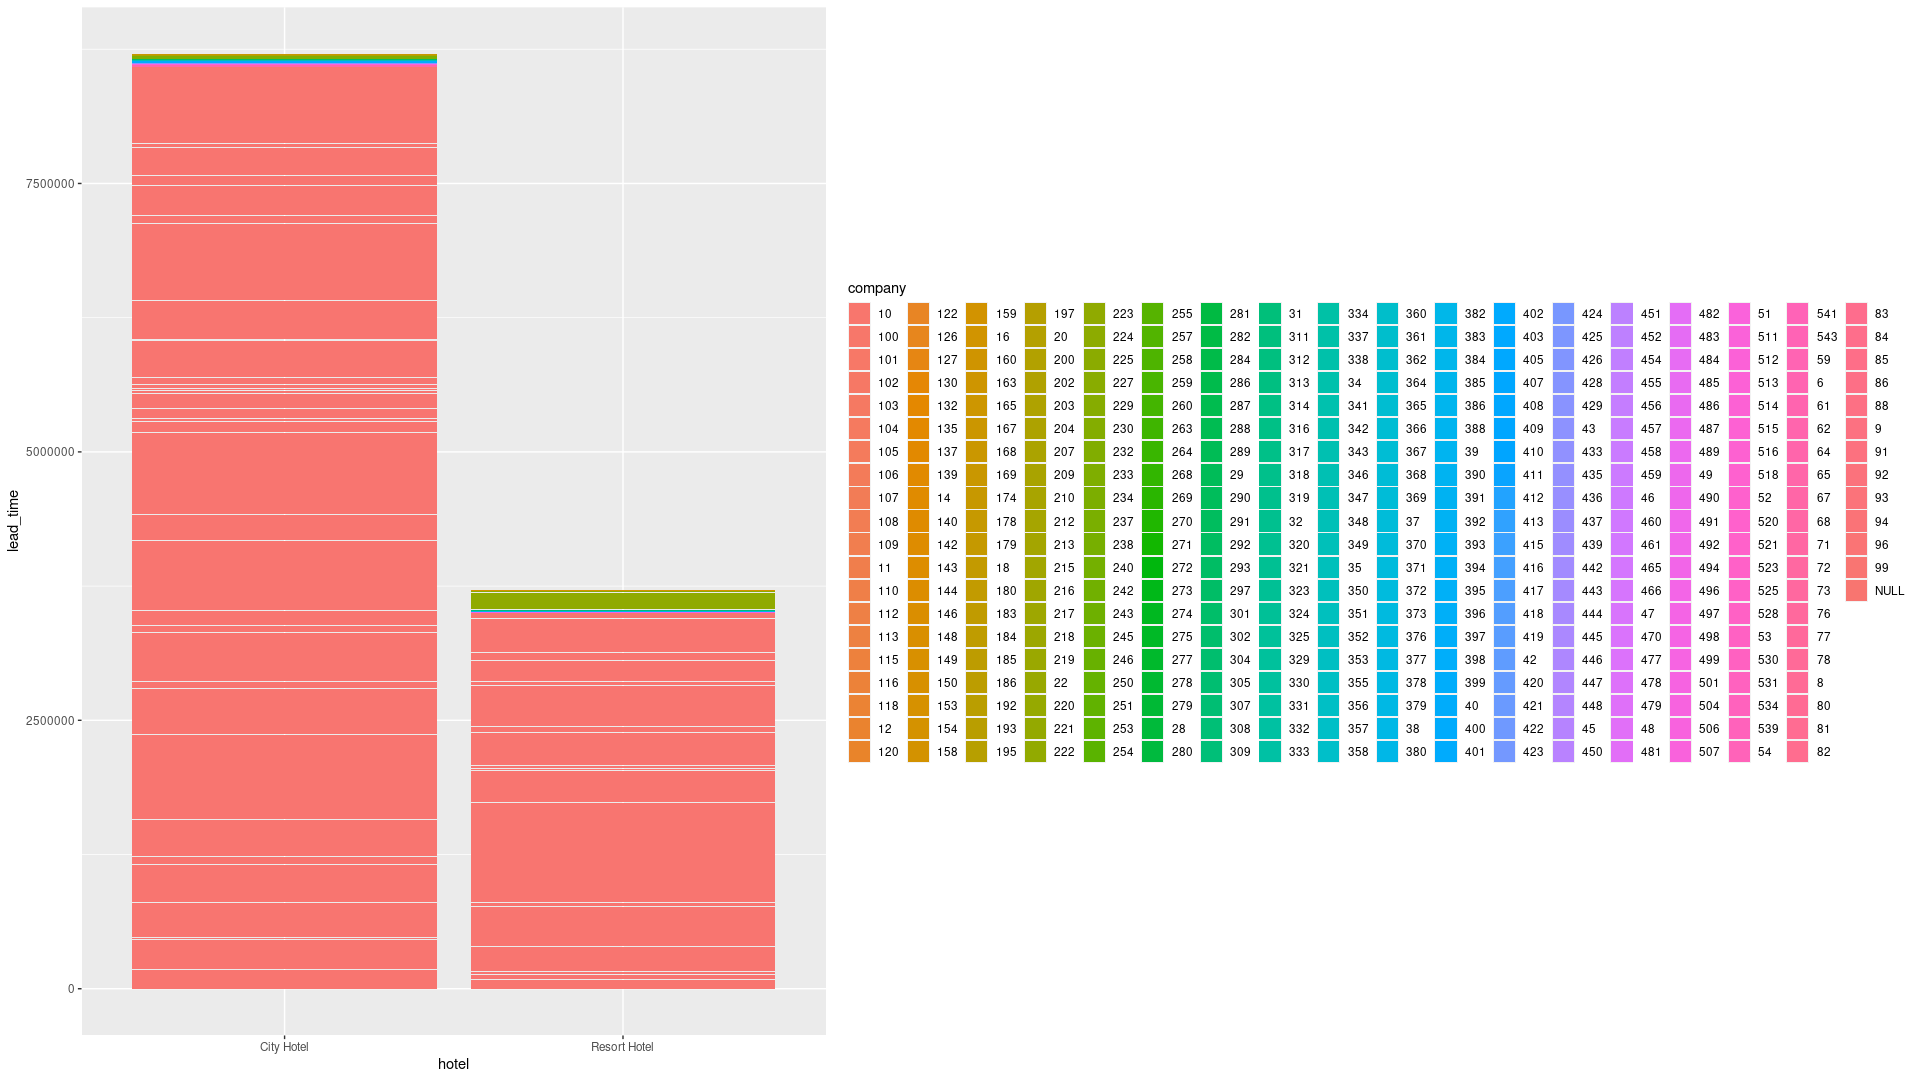 company
10 122 159 197 223 255 281 31 334 360 382 402 424 451 482 51 541 83
100 126 16 20 224 257 282 311 337 361 383 403 425 452 483 511 543 84
101 127 160 200 225 258 284 312 338 362 384 405 426 454 484 512 59 85
102 130 163 202 227 259 286 313 34 364 385 407 428 455 485 513 6 86
103 132 165 203 229 260 287 314 341 365 386 408 429 456 486 514 61 88
104 135 167 204 230 263 288 316 342 366 388 409 43 457 487 515 62 9
105 137 168 207 232 264 289 317 343 367 39 410 433 458 489 516 64 91
106 139 169 209 233 268 29 318 346 368 390 411 435 459 49 518 65 92
107 14 174 210 234 269 290 319 347 369 391 412 436 46 490 52 67 93
108 140 178 212 237 270 291 32 348 37 392 413 437 460 491 520 68 94
109 142 179 213 238 271 292 320 349 370 393 415 439 461 492 521 71 96
11 143 18 215 240 272 293 321 35 371 394 416 442 465 494 523 72 99
110 144 180 216 242 273 297 323 350 372 395 417 443 466 496 525 73 NULL
112 146 183 217 243 274 301 324 351 373 396 418 444 47 497 528 76
113 148 184 218 245 275 302 325 352 376 397 419 445 470 498 53 77
115 149 185 219 246 277 304 329 353 377 398 42 446 477 499 530 78
116 150 186 22 250 278 305 330 355 378 399 420 447 478 501 531 8
118 153 192 220 251 279 307 331 356 379 40 421 448 479 504 534 80
12 154 193 221 253 28 308 332 357 38 400 422 45 48 506 539 81
120 158 195 222 254 280 309 333 358 380 401 423 450 481 507 54 82
7500000
5000000
2500000
0
lead_time
City Hotel Resort Hotel
hotel